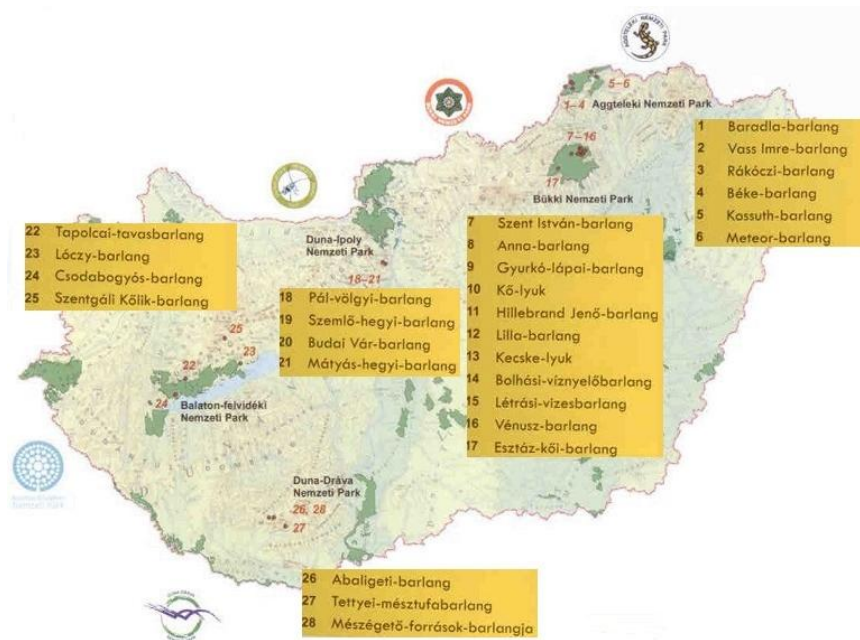 AGGTELEKI NEMZETI PARK
5-6
1-4
Aggteleki Nemzeti Park
7-16
17
Bükki Nemzeti Park
1 Baradla-barlang
2 Vass Imre-barlang
3 Rákóczi-barlang
4 Béke-barlang
5 Kossuth-barlang
6 Meteor-barlang
22 Tapolcai-tavasbarlang
23 Lóczy-barlang
24 Csodabogyós-barlang
25 Szentgáli Kőlik-barlang
Duna-Ipoly
Nemzeti Park
18-21
18 Pál-völgyi-barlang
19 Szemlő-hegyi-barlang
20 Budai Vár-barlang
21 Mátyás-hegyi-barlang
7 Szent István-barlang
8 Anna-barlang
9 Gyurkó-lápai-barlang
10 Kő-lyuk
11 Hillebrand Jenő-barlang
12 Lilla-barlang
13 Kecske-lyuk
14 Bolhási-víznyelőbarlang
15 Létrási-vizesbarlang
16 Vénusz-barlang
17 Esztáz-kői-barlang
25
23
22
24
Balaton-felvidéki
Nemzeti Park
Duna-Dráva
Nemzeti Park
26, 28
27
26 Abaligeti-barlang
27 Tettyei-mésztufabarlang
28 Mészégető-források-barlangja